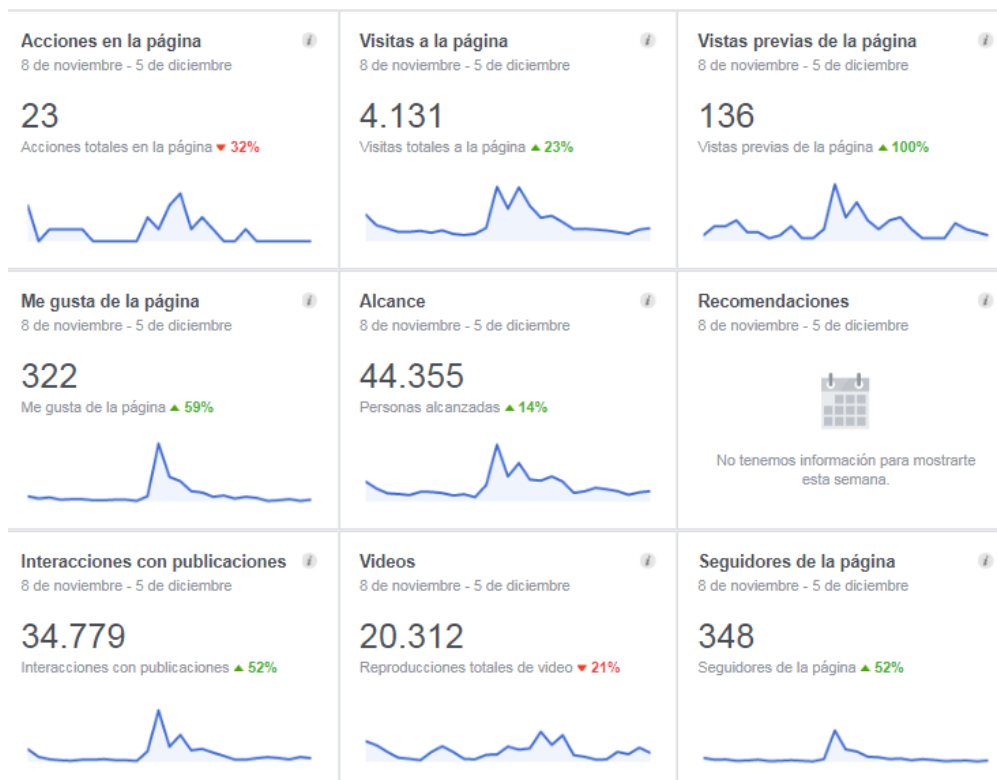 Acciones en la página
8 de noviembre - 5 de diciembre
23
Acciones totales en la página ▼ 32%
Visitas a la página
8 de noviembre - 5 de diciembre
4.131
Visitas totales a la página ▲ 23%
Vistas previas de la página
8 de noviembre - 5 de diciembre
136
Vistas previas de la página ▲ 100%
Me gusta de la página
8 de noviembre - 5 de diciembre
322
Me gusta de la página ▲ 59%
Alcance
8 de noviembre - 5 de diciembre
44.355
Personas alcanzadas ▲ 14%
Recomendaciones
8 de noviembre - 5 de diciembre
No tenemos información para mostrarte
esta semana.
Interacciones con publicaciones
8 de noviembre - 5 de diciembre
34.779
Interacciones con publicaciones ▲ 52%
Videos
8 de noviembre - 5 de diciembre
20.312
Reproducciones totales de video ▼ 21%
Seguidores de la página
8 de noviembre - 5 de diciembre
348
Seguidores de la página ▲ 52%